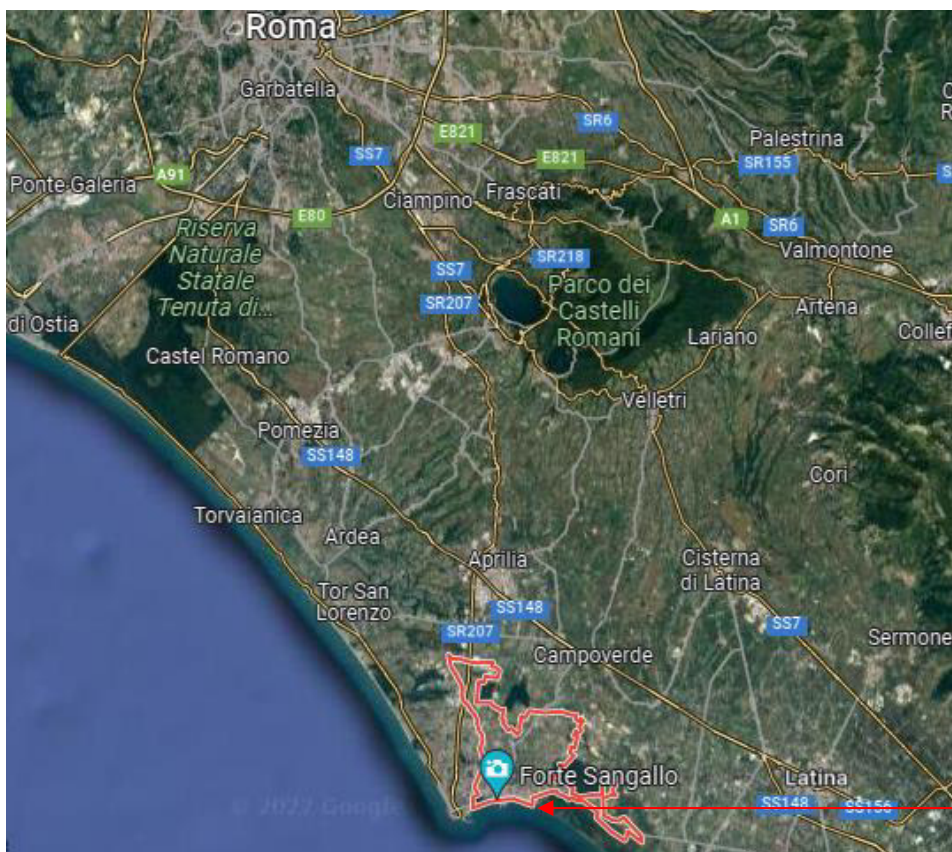 Roma
Garbatella
SR6
E821
Palestrina
SS7
E821
SR155
A91
Ponte Galeria
Frascati
Ciampino
E80
A1
SR6
Riserva
Naturale
Statale
Tenuta di...
Valmontone
SR218
SS7
Parco dei
Castelli
Romani
SR207
Artena
di Ostia
Lariano
Collef
Castel Romano
Velletri
Pomezia
SS148
Cori
Torvaianica
Ardea
Aprilia
Cisterna
di Latina
Tor San
Lorenzo
SS148
SS7
SR207
Sermone
Campoverde
Forte Sangallo
Latina
SS148
SS156
© 2022 Google